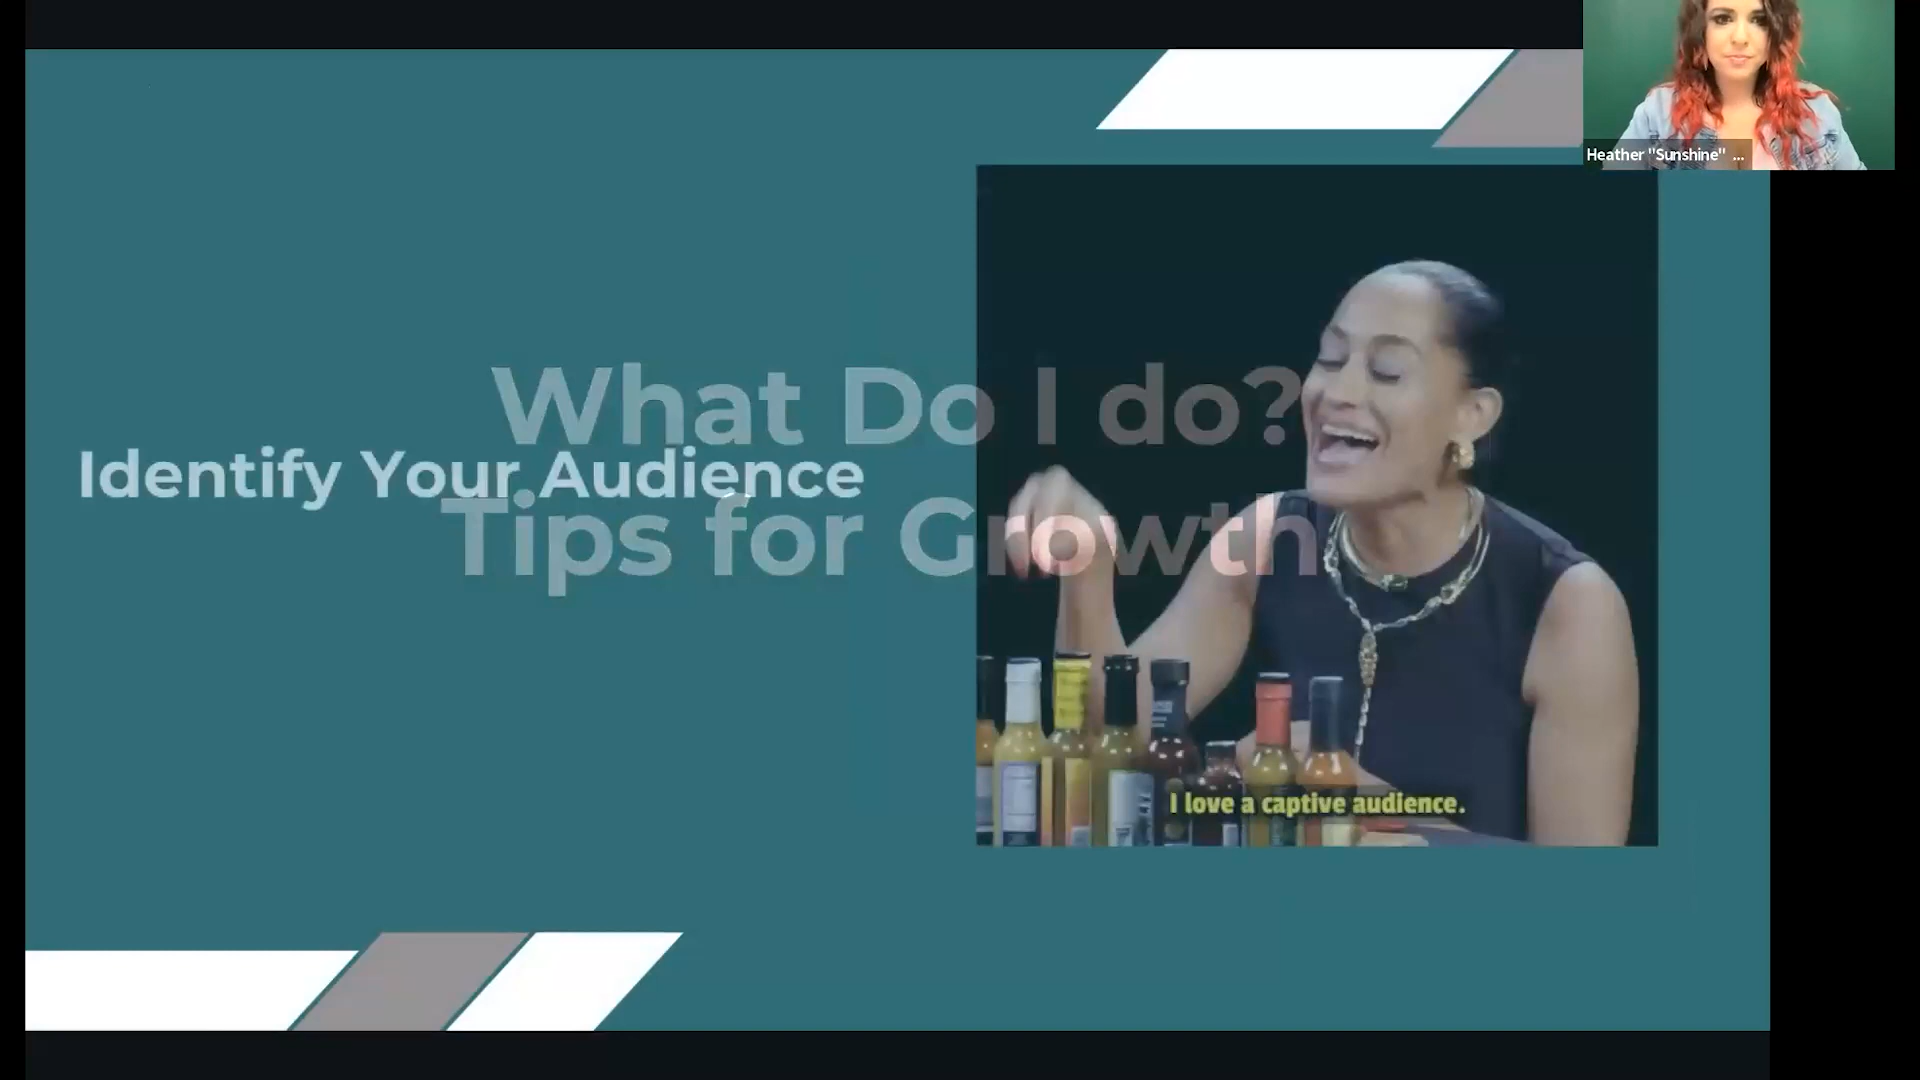 Heather "Sunshine" ...
What Do I do?
Identify Your Audience
Tips for Growth
I love a captive audience.